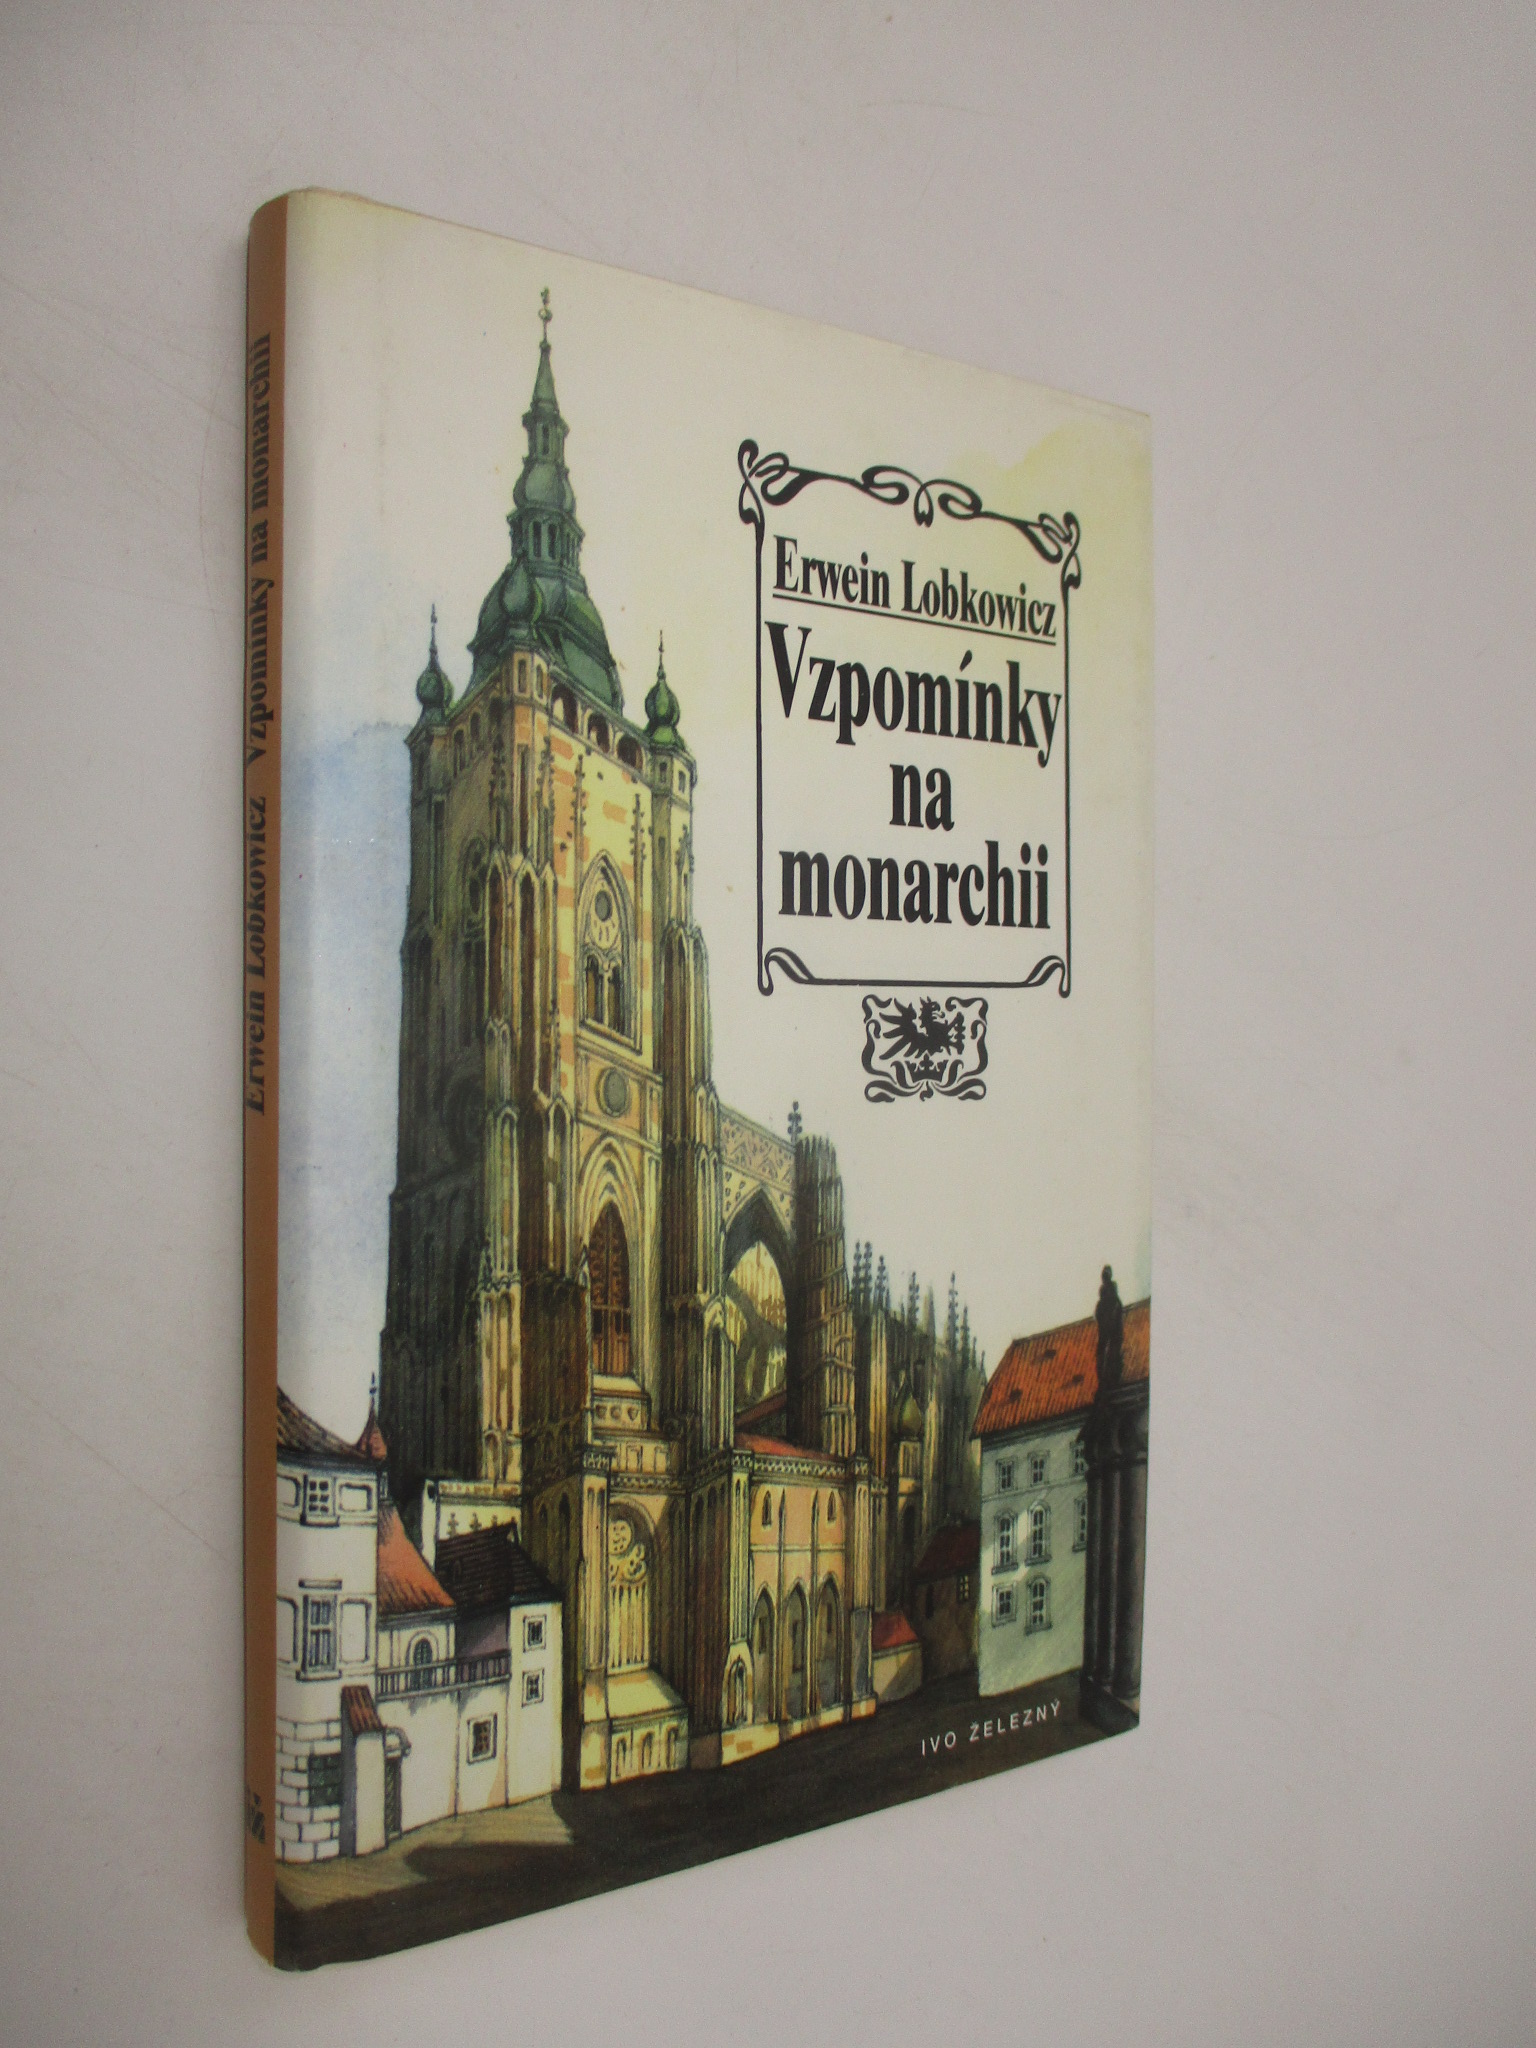 Erwein Lobkowicz Vzpomínky na monarchii
Erwein Lobkowicz
Vzpomínky
na
monarchii
IVO ŽELEZNÝ